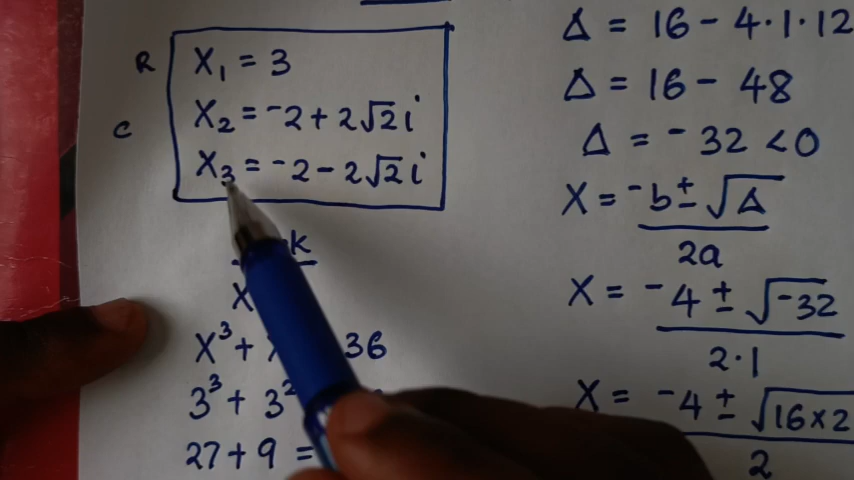 R X₁ = 3
C X₂ = -2 + 2√2 i
X₃ = -2 - 2√2 i
k
X
X³ + 36
3³ + 3²
27 + 9 =
Δ = 16 - 4·1·12
Δ = 16 - 48
Δ = -32 < 0
X = -b ± √Δ / 2a
X = -4 ± √-32 / 2·1
X = -4 ± √16×2 / 2